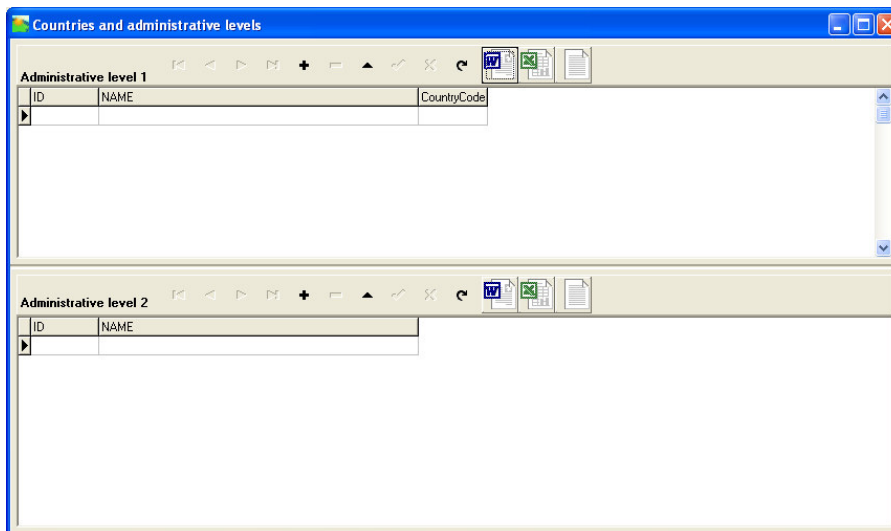 Countries and administrative levels
Administrative level 1
ID NAME CountryCode
Administrative level 2
ID NAME